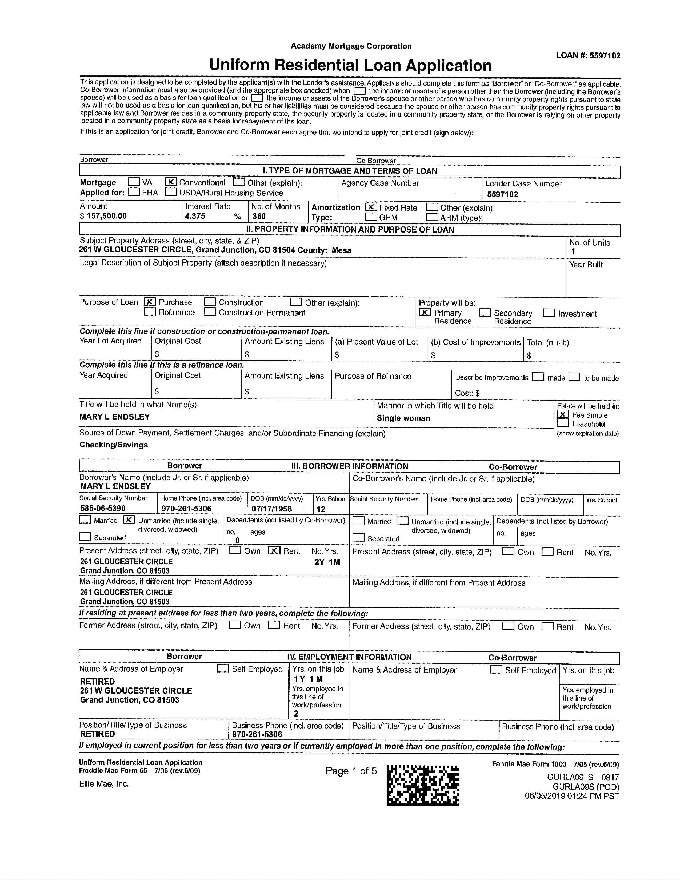 Academy Mortgage Corporation
LOAN #: 5597102
Uniform Residential Loan Application
This application is designed to be completed by the applicant(s) with the Lender's assistance. Applicants should complete this form as "Borrower" or "Co-Borrower" as applicable.
Co-Borrower information must also be provided (and the appropriate box checked) when the income or assets of a person other than the Borrower (including the Borrower's
spouse) will be used as a basis for loan qualification or the income or assets of the Borrower's spouse or other person who has community property rights pursuant to state
law will not be used as a basis for loan qualification, but his or her liabilities must be considered because the spouse or other person has community property rights pursuant to
applicable law and Borrower resides in a community property state, the security property is located in a community property state, or the Borrower is relying on other property
located in a community property state as a basis for repayment of the loan.
If this is an application for joint credit, Borrower and Co-Borrower each agree that we intend to apply for joint credit (sign below):
Borrower Co-Borrower
I. TYPE OF MORTGAGE AND TERMS OF LOAN
Mortgage VA X Conventional Other (explain): Agency Case Number Lender Case Number
Applied for: FHA USDA/Rural Housing Service 5597102
Amount Interest Rate No. of Months Amortization X Fixed Rate Other (explain):
$ 157,500.00 4.375 % 360 Type: GPM ARM (type):
II. PROPERTY INFORMATION AND PURPOSE OF LOAN
Subject Property Address (street, city, state, & ZIP) No. of Units
261 W GLOUCESTER CIRCLE, Grand Junction, CO 81504 County: Mesa 1
Legal Description of Subject Property (attach description if necessary) Year Built
Purpose of Loan X Purchase Construction Other (explain): Property will be:
Refinance Construction-Permanent X Primary Residence Secondary Residence Investment
Complete this line if construction or construction-permanent loan.
Year Lot Acquired Original Cost Amount Existing Liens (a) Present Value of Lot (b) Cost of Improvements Total (a+b)
$ $ $ $ $
Complete this line if this is a refinance loan.
Year Acquired Original Cost Amount Existing Liens Purpose of Refinance Describe Improvements made to be made
$ $ Cost: $
Title will be held in what Name(s) Manner in which Title will be held Estate will be held in:
MARY L ENDSLEY Single woman X Fee Simple
Leasehold
Source of Down Payment, Settlement Charges, and/or Subordinate Financing (explain) (show expiration date)
Checking/Savings
Borrower III. BORROWER INFORMATION Co-Borrower
Borrower's Name (include Jr. or Sr. if applicable) Co-Borrower's Name (include Jr. or Sr. if applicable)
MARY L ENDSLEY
Social Security Number Home Phone (incl. area code) DOB (mm/dd/yyyy) Yrs. School Social Security Number Home Phone (incl. area code) DOB (mm/dd/yyyy) Yrs. School
585-06-5390 970-261-5306 07/17/1958 12
Married X Unmarried (include single, divorced, widowed) Dependents (not listed by Co-Borrower) Married Unmarried (include single, divorced, widowed) Dependents (not listed by Borrower)
Separated no. 0 ages Separated no. ages
Present Address (street, city, state, ZIP) Own X Rent No. Yrs. Present Address (street, city, state, ZIP) Own Rent No. Yrs.
261 GLOUCESTER CIRCLE 2Y 1M
Grand Junction, CO 81503
Mailing Address, if different from Present Address Mailing Address, if different from Present Address
261 GLOUCESTER CIRCLE
Grand Junction, CO 81503
If residing at present address for less than two years, complete the following:
Former Address (street, city, state, ZIP) Own Rent No. Yrs. Former Address (street, city, state, ZIP) Own Rent No. Yrs.
Borrower IV. EMPLOYMENT INFORMATION Co-Borrower
Name & Address of Employer Self Employed Yrs. on this job Name & Address of Employer Self Employed Yrs. on this job
RETIRED 1Y 1M
261 W GLOUCESTER CIRCLE Yrs. employed in this line of work/profession Yrs. employed in this line of work/profession
Grand Junction, CO 81503
2
Position/Title/Type of Business Business Phone (incl. area code) Position/Title/Type of Business Business Phone (incl. area code)
RETIRED 970-261-5306
If employed in current position for less than two years or if currently employed in more than one position, complete the following:
Uniform Residential Loan Application
Freddie Mac Form 65 7/05 (rev.6/09)
Fannie Mae Form 1003 7/05 (rev.6/09)
Page 1 of 5
Ellie Mae, Inc.
GURLA09S 0817
GURLA09S (POD)
01:24 PM PST